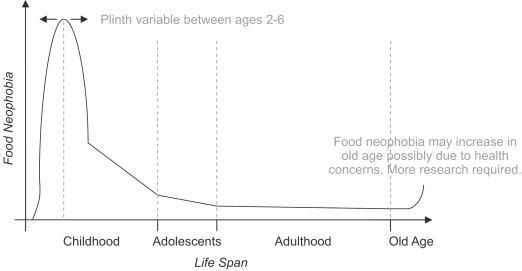 Plinth variable between ages 2-6
Food Neophobia
Food neophobia may increase in
old age possibly due to health
concerns. More research required.
Childhood
Adolescents
Adulthood
Old Age
Life Span